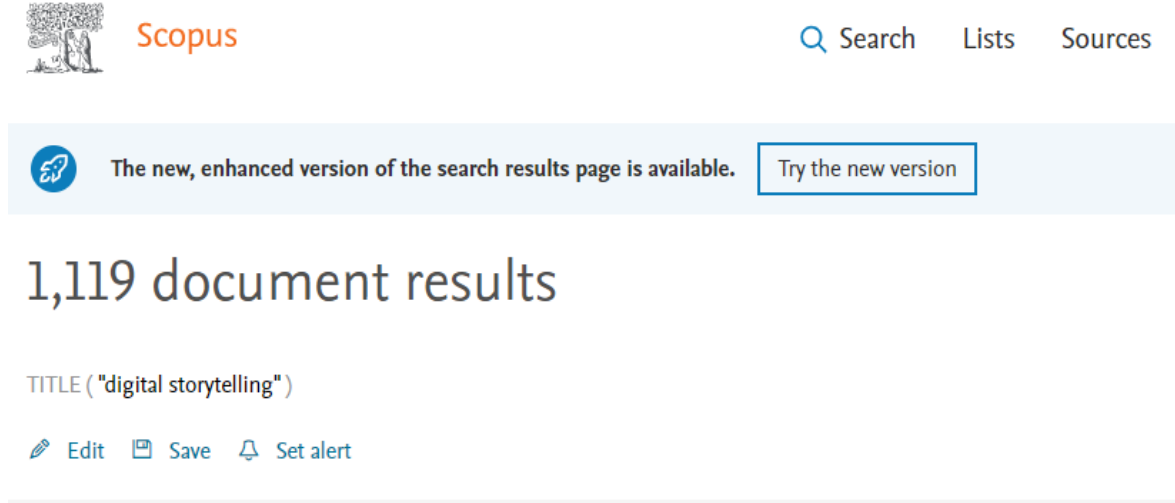 Scopus
Search Lists Sources
The new, enhanced version of the search results page is available. Try the new version
1,119 document results
TITLE ( "digital storytelling" )
Edit Save Set alert